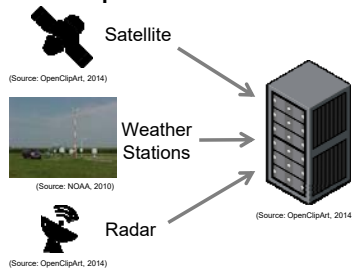 Satellite
(Source: OpenClipArt, 2014)
Weather
Stations
(Source: NOAA, 2010)
(Source: OpenClipArt, 2014
Radar
(Source: OpenClipArt, 2014)